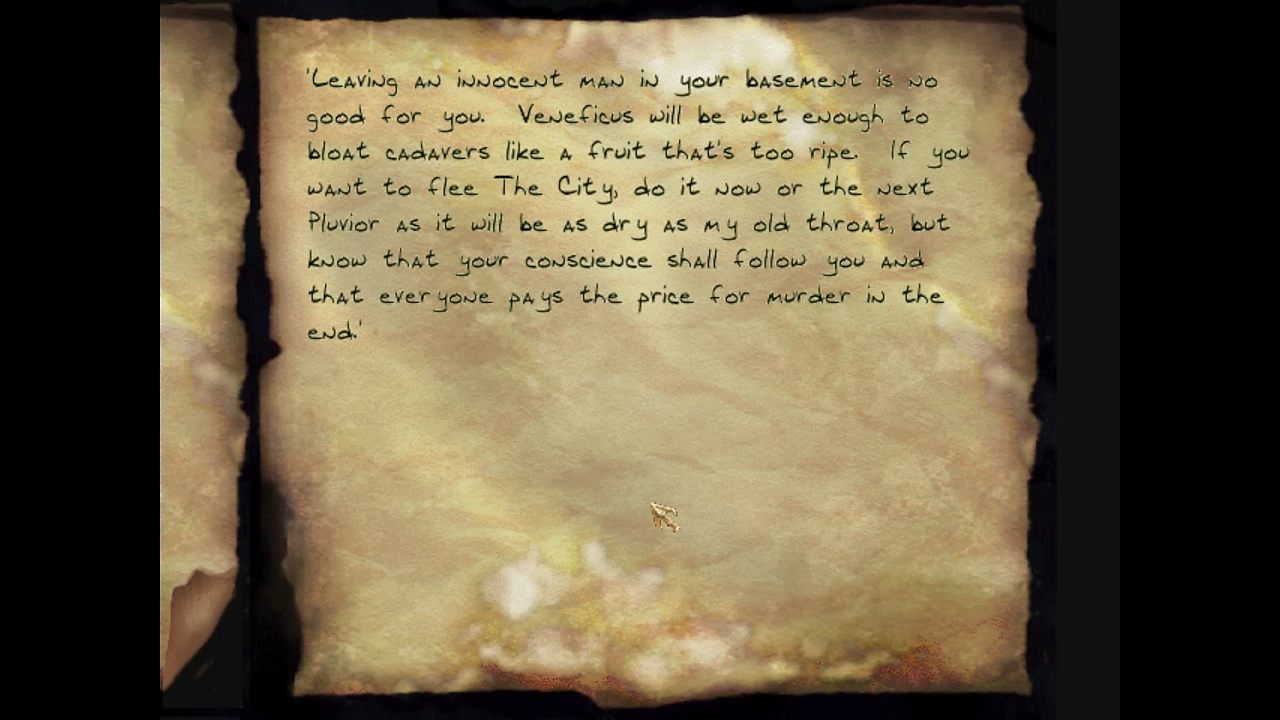 'Leaving an innocent man in your basement is no
good for you.  Veneficus will be wet enough to
bloat cadavers like a fruit that's too ripe.  If you
want to flee The City, do it now or the next
Pluvior as it will be as dry as my old throat, but
know that your conscience shall follow you and
that everyone pays the price for murder in the
end.'